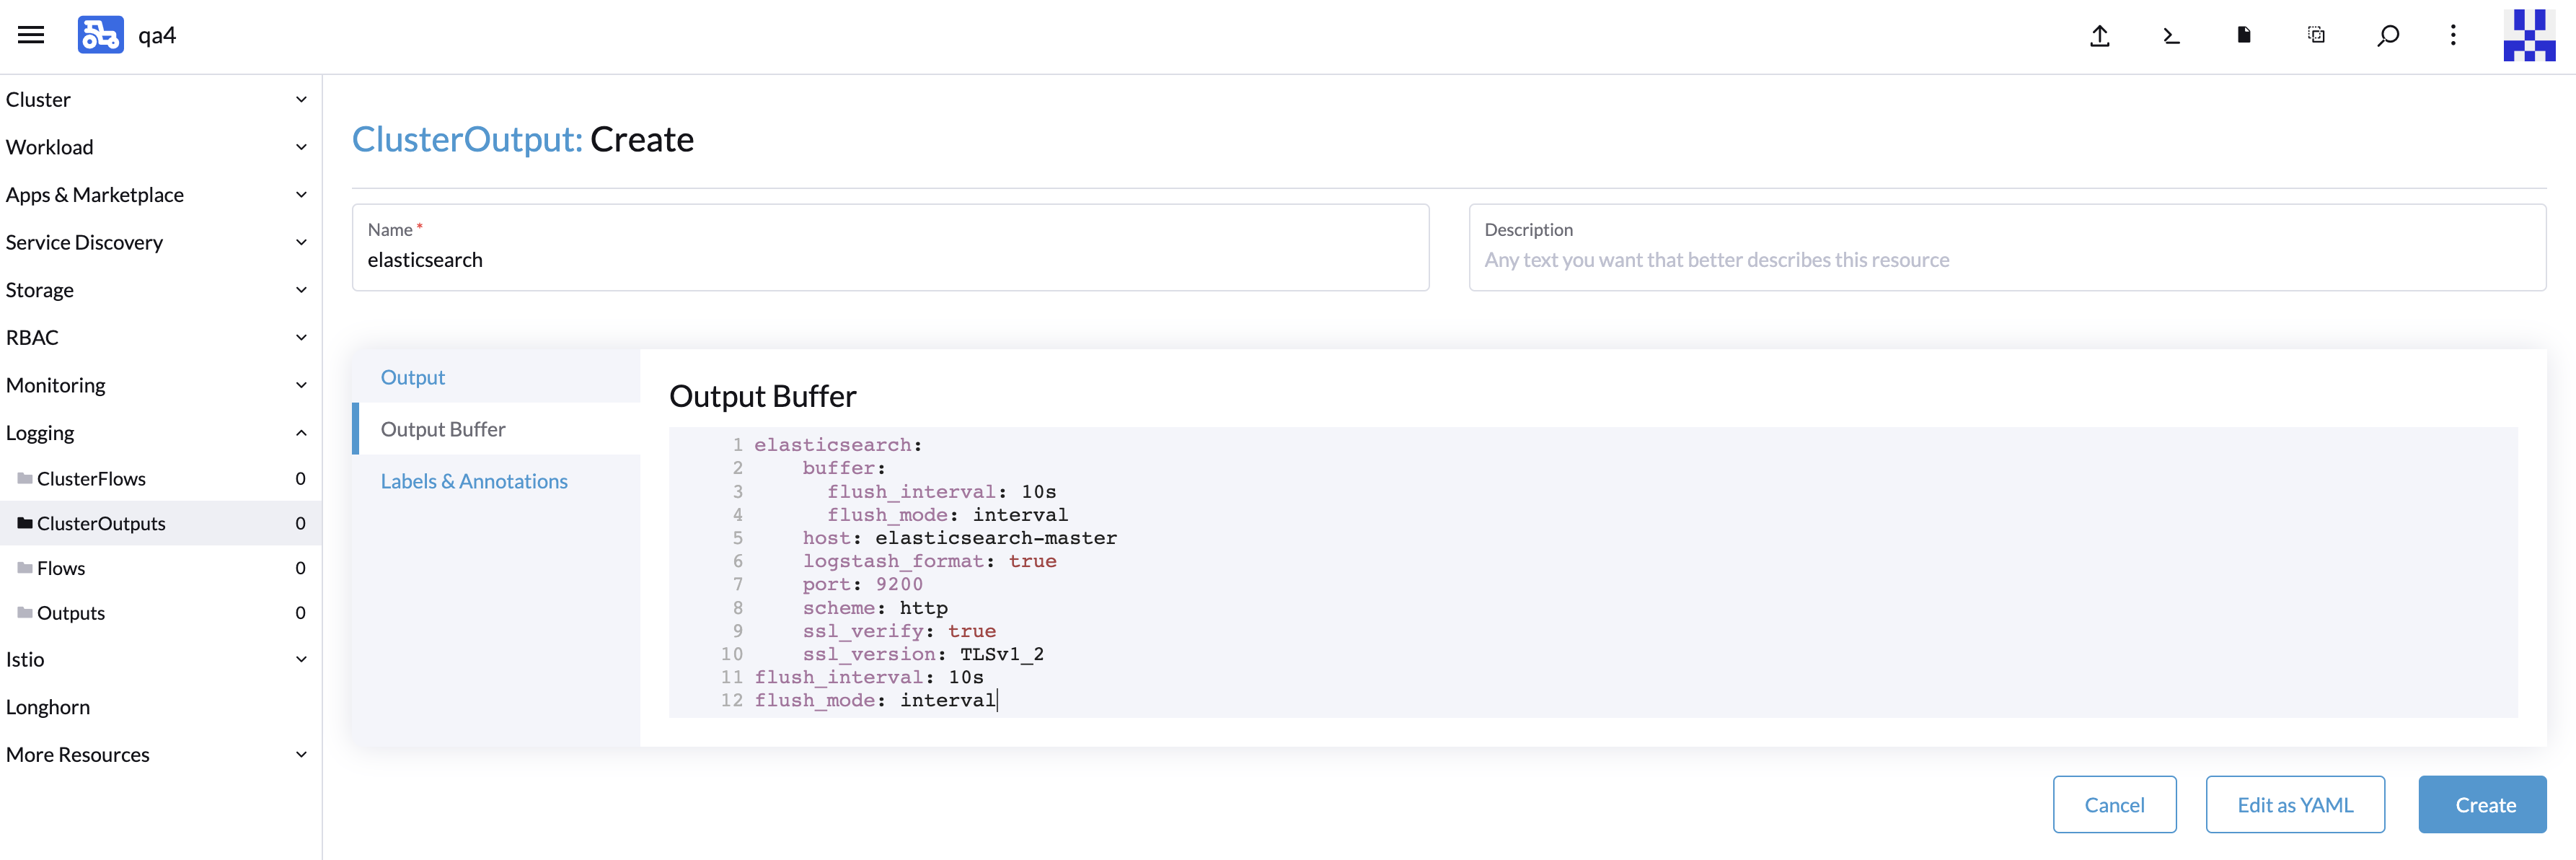 qa4
Cluster
Workload
Apps & Marketplace
Service Discovery
Storage
RBAC
Monitoring
Logging
ClusterFlows 0
ClusterOutputs 0
Flows 0
Outputs 0
Istio
Longhorn
More Resources
ClusterOutput: Create
Name *
elasticsearch
Description
Any text you want that better describes this resource
Output
Output Buffer
Labels & Annotations
Output Buffer
1 elasticsearch:
2     buffer:
3       flush_interval: 10s
4       flush_mode: interval
5     host: elasticsearch-master
6     logstash_format: true
7     port: 9200
8     scheme: http
9     ssl_verify: true
10     ssl_version: TLSv1_2
11 flush_interval: 10s
12 flush_mode: interval
Cancel
Edit as YAML
Create